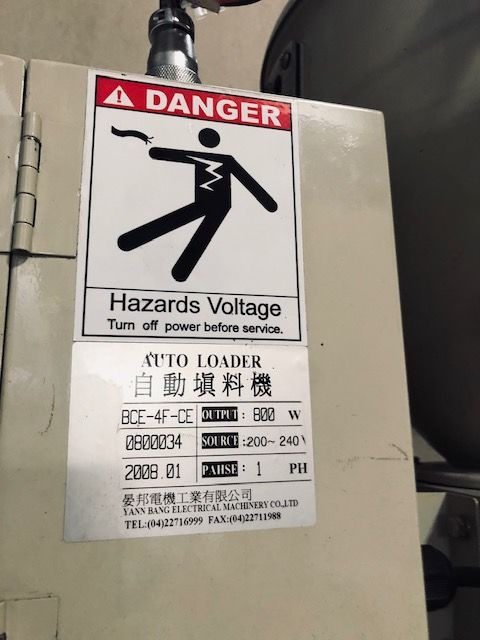 DANGER
Hazards Voltage
Turn off power before service.
AUTO LOADER
自動填料機
BCE-4F-CE OUTPUT : 800 W
0800034 SOURCE :200~ 240V
2008.01 PAHSE : 1 PH
晏邦電機工業有限公司
YANN BANG ELECTRICAL MACHINERY CO.,LTD
TEL:(04)22716999 FAX:(04)22711988